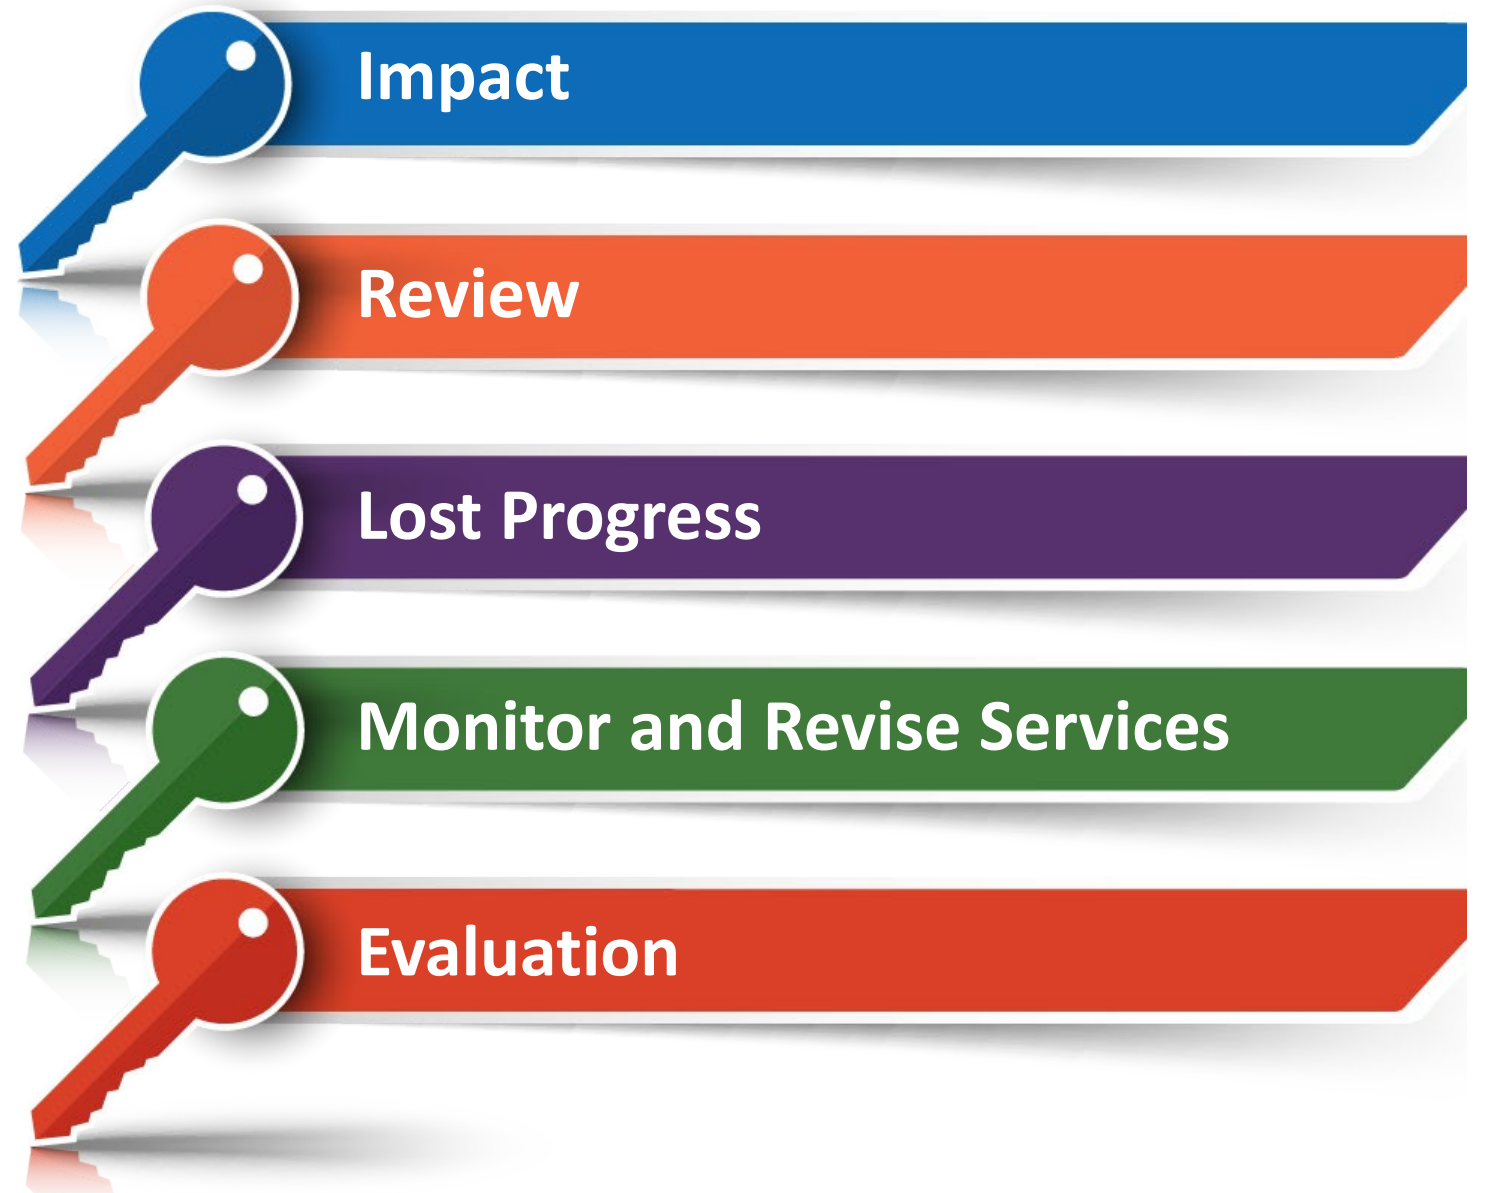 Impact
Review
Lost Progress
Monitor and Revise Services
Evaluation